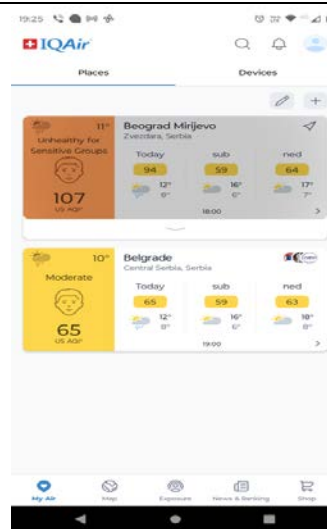 19:25
IQAir
Places
Devices
11°
Unhealthy for
Sensitive Groups
107
US AQI⁺
Beograd Mirijevo
Zvezdara, Serbia
Today
sub
ned
94
59
64
12°
16°
17°
6°
6°
7°
18:00
10°
Moderate
65
US AQI⁺
Belgrade
Central Serbia, Serbia
Today
sub
ned
65
59
63
12°
16°
18°
8°
6°
8°
19:00
My Air
Map
Exposure
News & Ranking
Shop